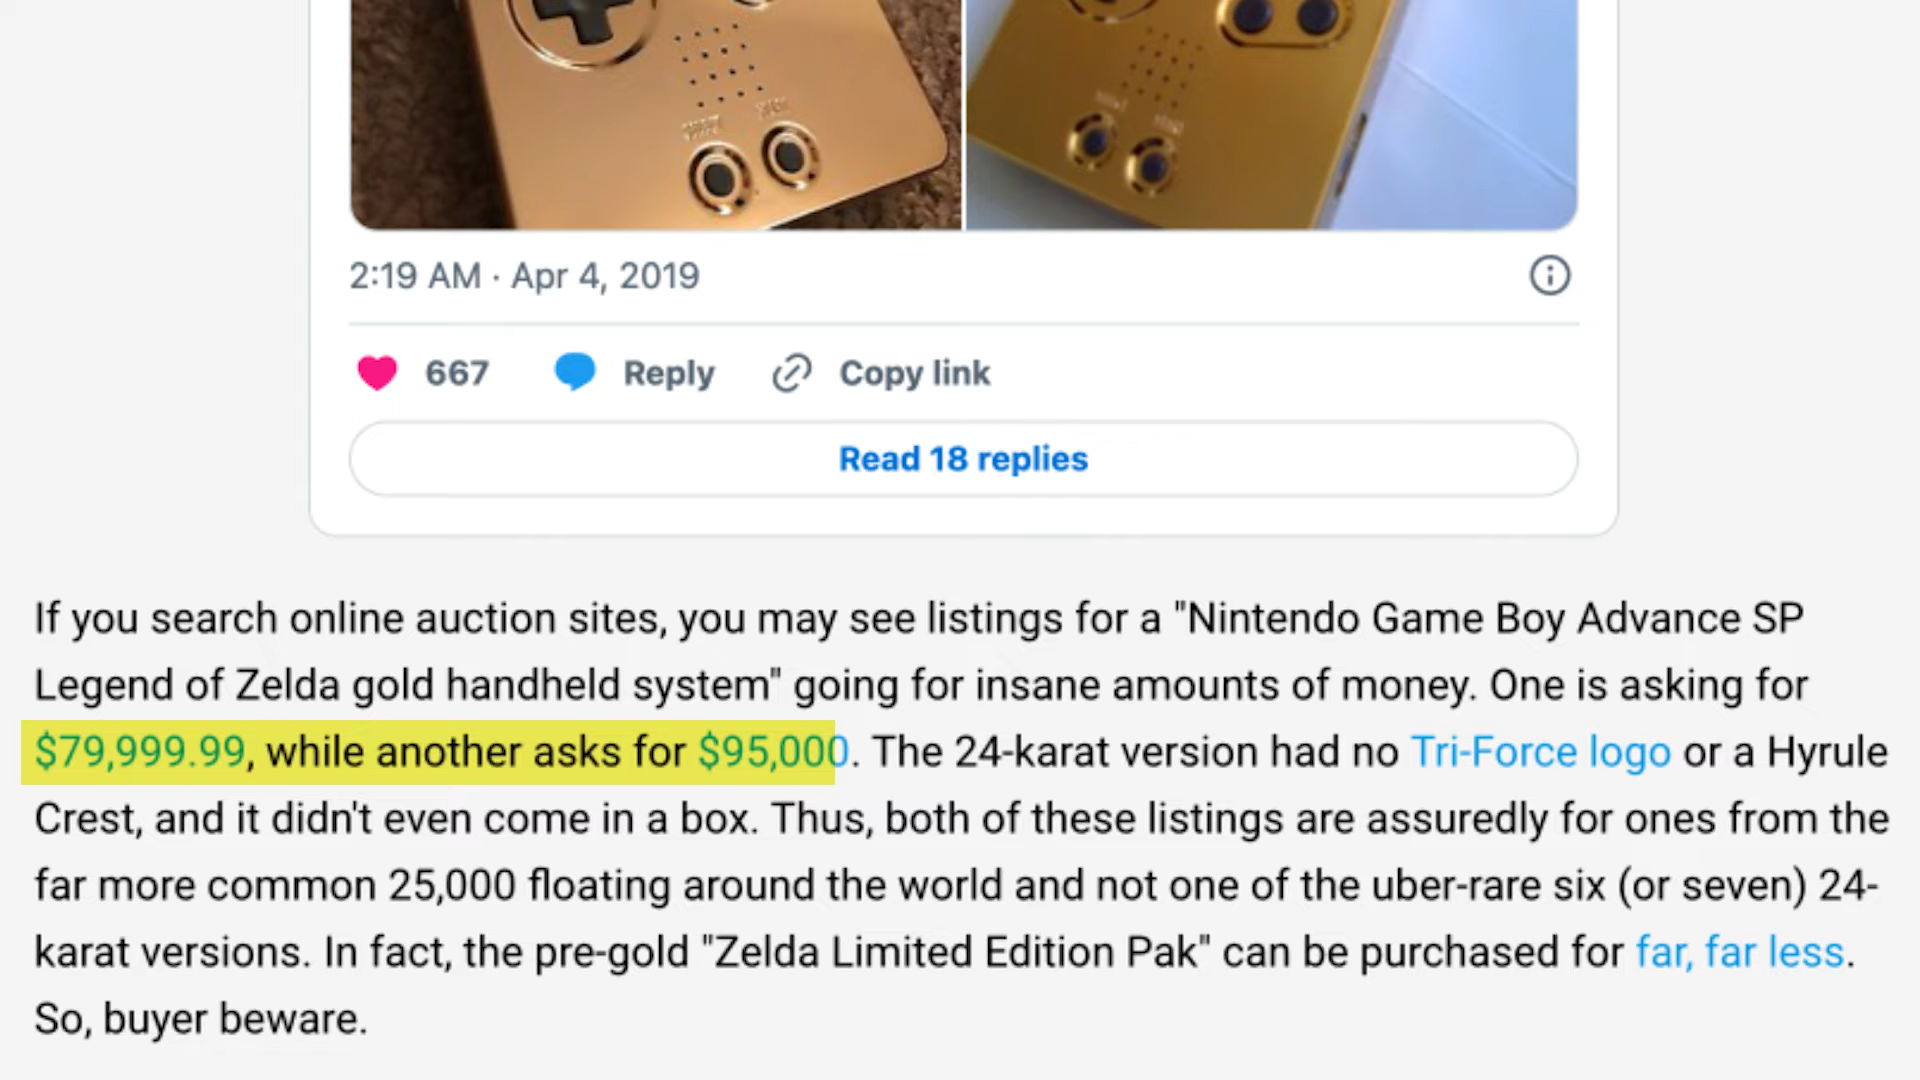 2:19 AM · Apr 4, 2019
667 Reply Copy link
Read 18 replies
If you search online auction sites, you may see listings for a "Nintendo Game Boy Advance SP
Legend of Zelda gold handheld system" going for insane amounts of money. One is asking for
$79,999.99, while another asks for $95,000. The 24-karat version had no Tri-Force logo or a Hyrule
Crest, and it didn't even come in a box. Thus, both of these listings are assuredly for ones from the
far more common 25,000 floating around the world and not one of the uber-rare six (or seven) 24-
karat versions. In fact, the pre-gold "Zelda Limited Edition Pak" can be purchased for far, far less.
So, buyer beware.